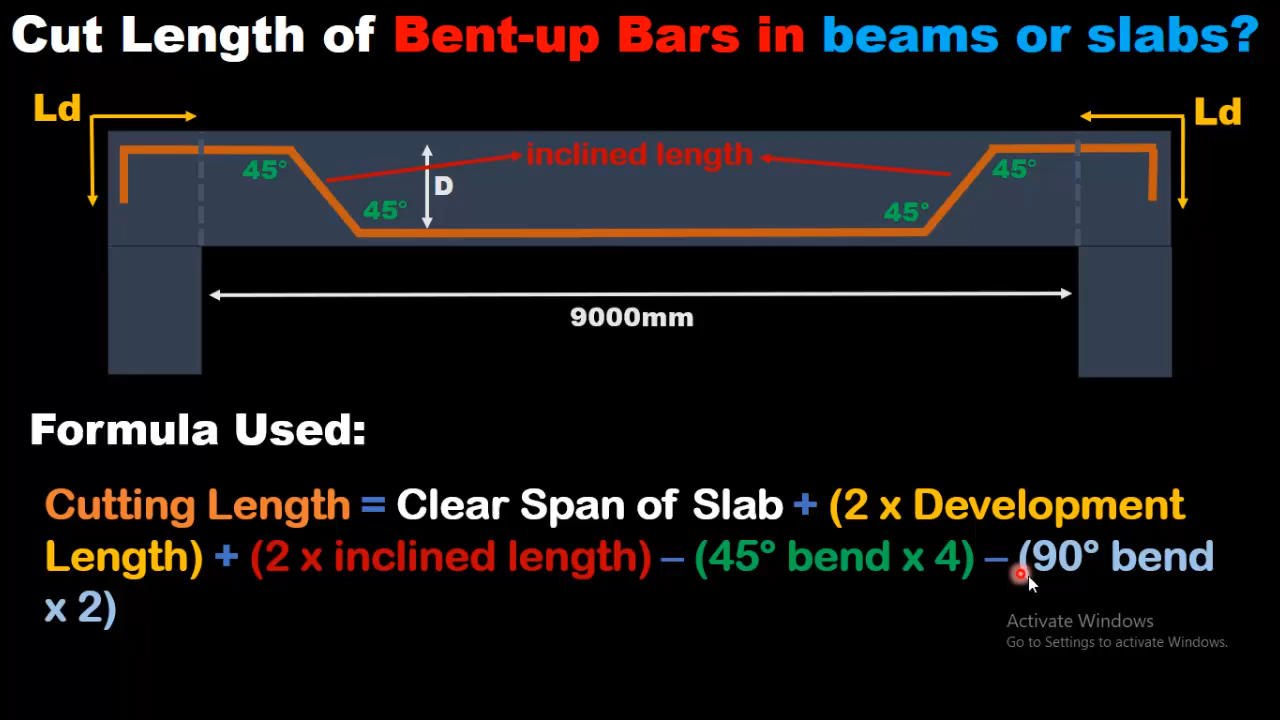 Cut Length of Bent-up Bars in beams or slabs?
Ld
Ld
inclined length
45°
45°
D
45°
45°
9000mm
Formula Used:
Cutting Length = Clear Span of Slab + (2 x Development
Length) + (2 x inclined length) – (45° bend x 4) – (90° bend
x 2)
Activate Windows
Go to Settings to activate Windows.